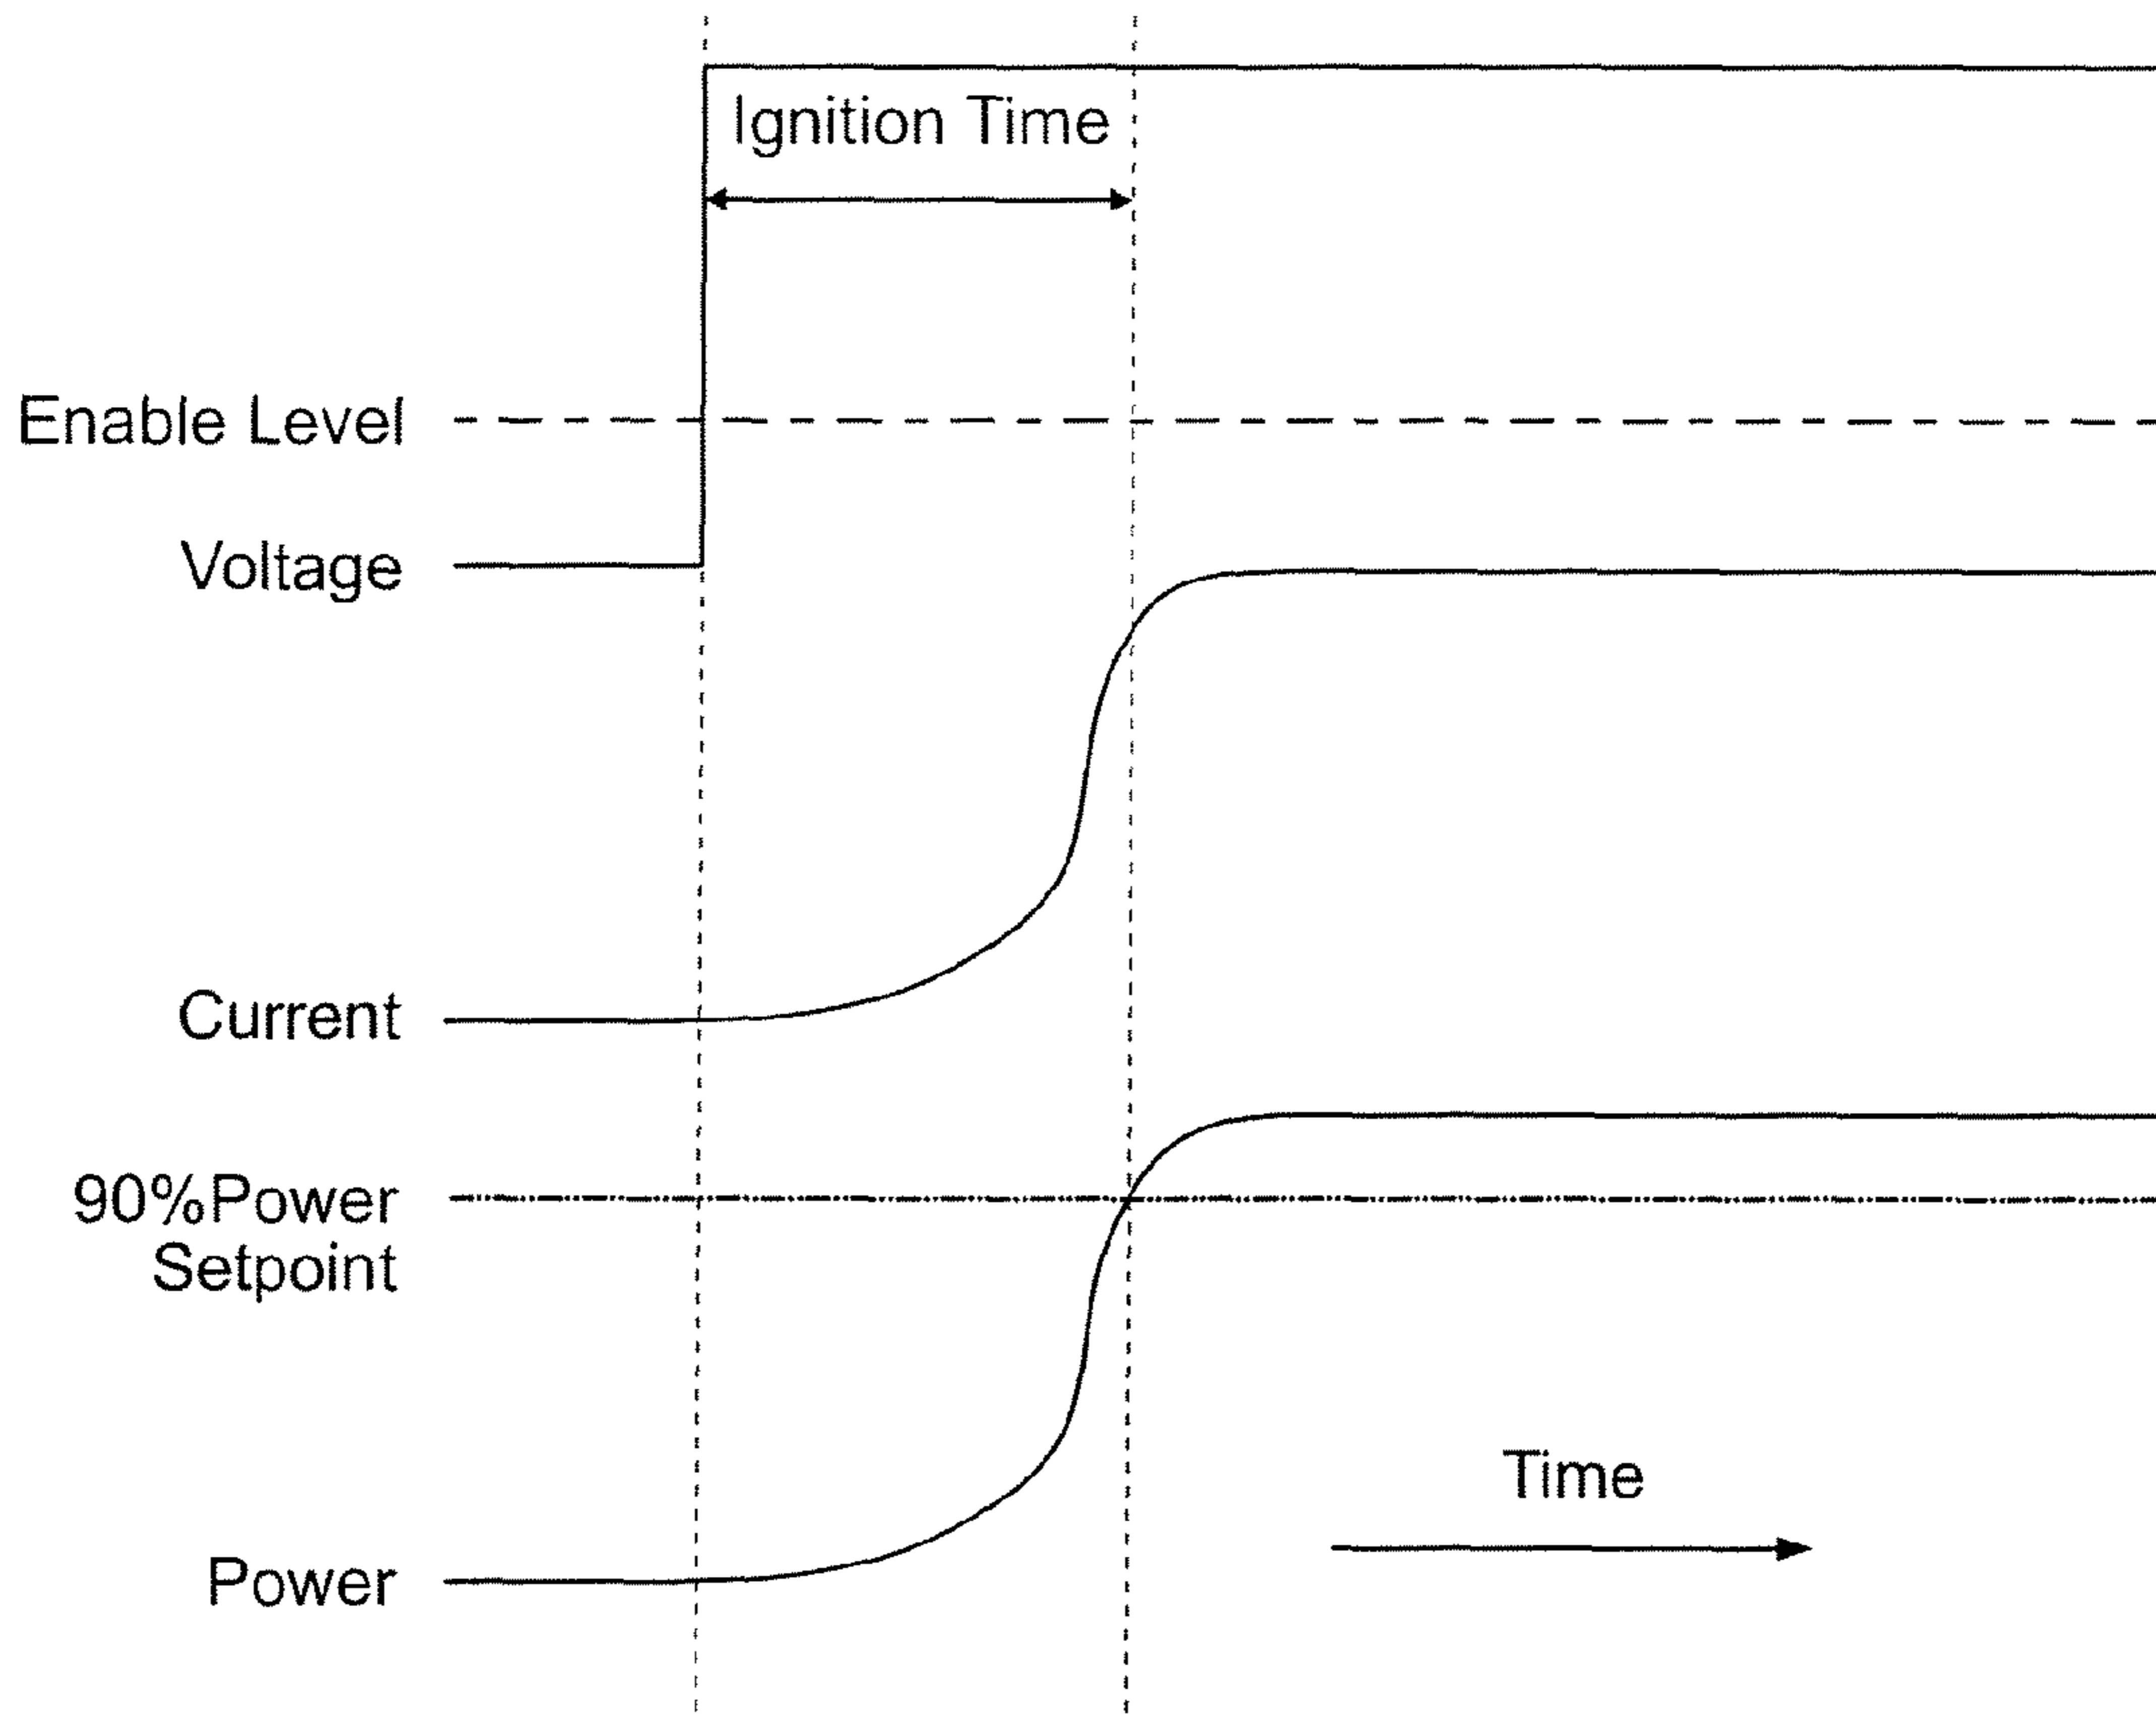 Ignition Time
Enable Level
Voltage
Current
90%Power
Setpoint
Time
Power